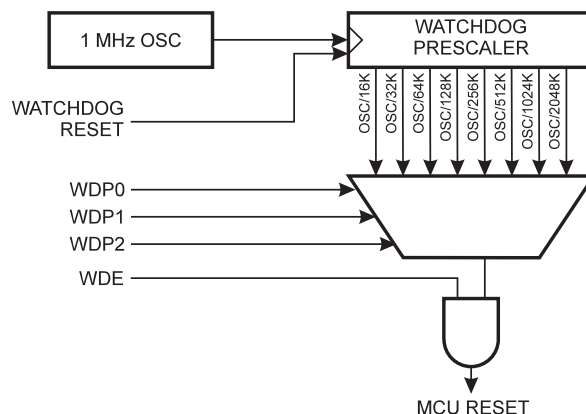 1 MHz OSC
WATCHDOG
PRESCALER
WATCHDOG
RESET
OSC/16K
OSC/32K
OSC/64K
OSC/128K
OSC/256K
OSC/512K
OSC/1024K
OSC/2048K
WDP0
WDP1
WDP2
WDE
MCU RESET